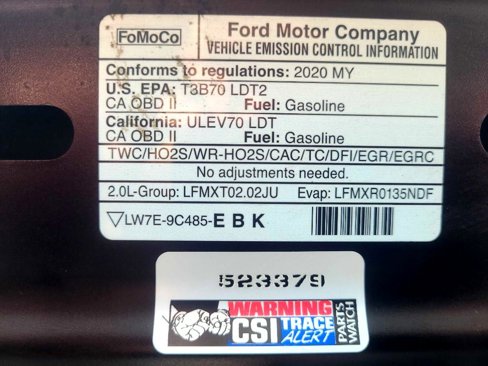 FoMoCo
Ford Motor Company
VEHICLE EMISSION CONTROL INFORMATION
Conforms to regulations: 2020 MY
U.S. EPA: T3B70 LDT2
CA OBD II Fuel: Gasoline
California: ULEV70 LDT
CA OBD II Fuel: Gasoline
TWC/HO2S/WR-HO2S/CAC/TC/DFI/EGR/EGRC
No adjustments needed.
2.0L-Group: LFMXT02.02JU Evap: LFMXR0135NDF
LW7E-9C485-E B K
523379
WARNING
CSI TRACE ALERT
PARTS WATCH